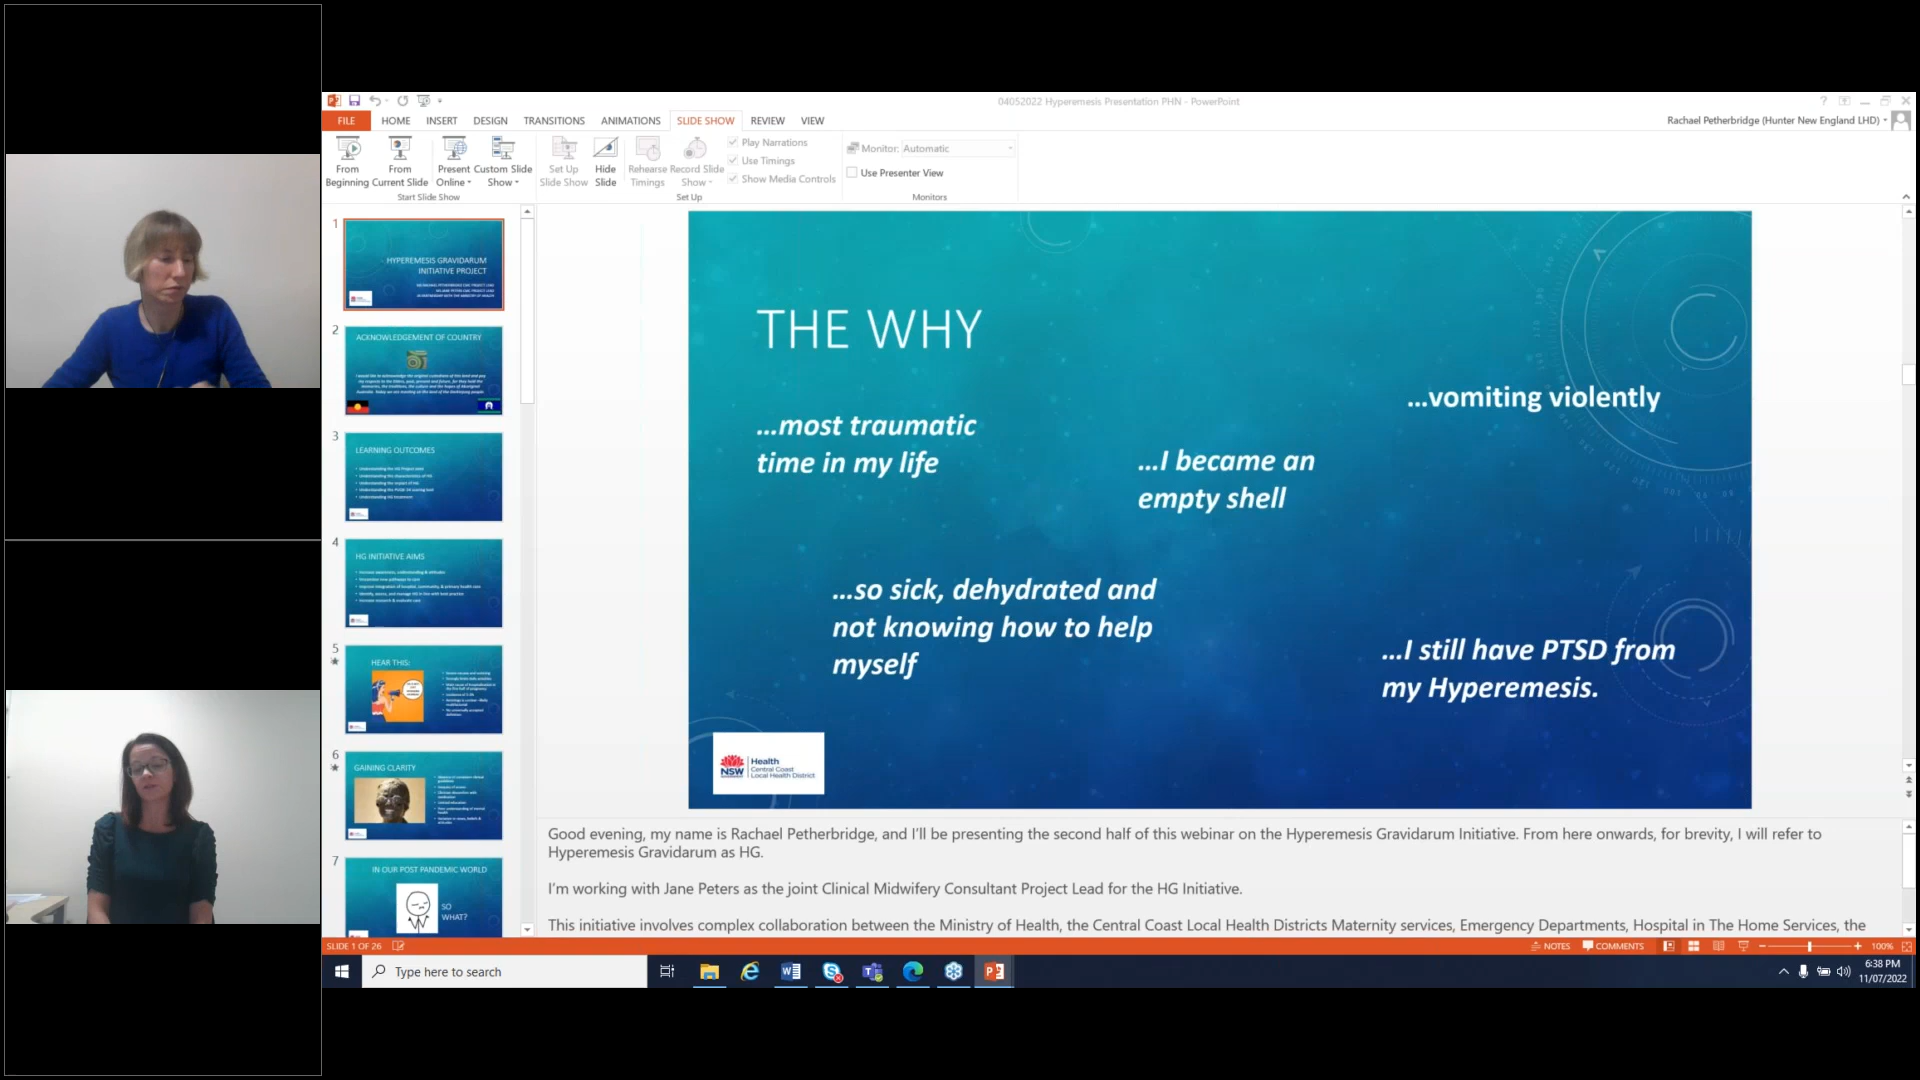 04052022 Hyperemesis Presentation PHN - PowerPoint
FILE HOME INSERT DESIGN TRANSITIONS ANIMATIONS SLIDE SHOW REVIEW VIEW
Rachael Petherbridge (Hunter New England LHD)
From Beginning
From Current Slide
Present Online
Custom Slide Show
Set Up Slide Show
Hide Slide
Rehearse Timings
Record Slide Show
Play Narrations
Use Timings
Show Media Controls
Monitor: Automatic
Use Presenter View
Start Slide Show
Set Up
Monitors
1
HYPEREMESIS GRAVIDARUM
INITIATIVE PROJECT
2
ACKNOWLEDGEMENT OF COUNTRY
3
LEARNING OUTCOMES
4
HG INITIATIVE AIMS
5
HEAR THIS:
6
GAINING CLARITY
7
IN OUR POST PANDEMIC WORLD
SO
WHAT?
THE WHY
...vomiting violently
...most traumatic
time in my life
...I became an
empty shell
...so sick, dehydrated and
not knowing how to help
myself
...I still have PTSD from
my Hyperemesis.
NSW
Health
Central Coast
Local Health District
Good evening, my name is Rachael Petherbridge, and I'll be presenting the second half of this webinar on the Hyperemesis Gravidarum Initiative. From here onwards, for brevity, I will refer to
Hyperemesis Gravidarum as HG.
I'm working with Jane Peters as the joint Clinical Midwifery Consultant Project Lead for the HG Initiative.
This initiative involves complex collaboration between the Ministry of Health, the Central Coast Local Health Districts Maternity services, Emergency Departments, Hospital in The Home Services, the
SLIDE 1 OF 26
NOTES
COMMENTS
100%
Type here to search
6:38 PM
11/07/2022